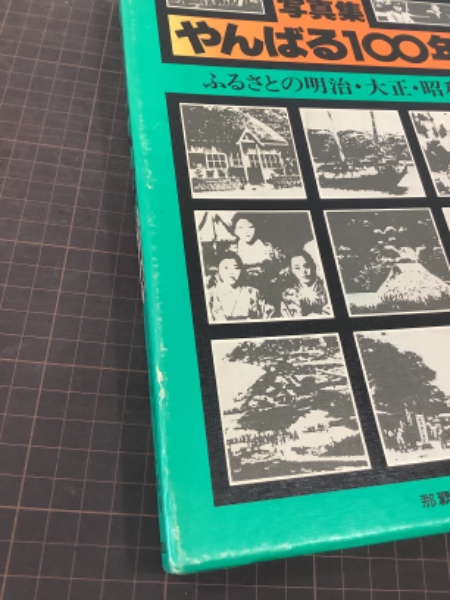 写真集
やんばる100年
ふるさとの明治・大正・昭
那覇